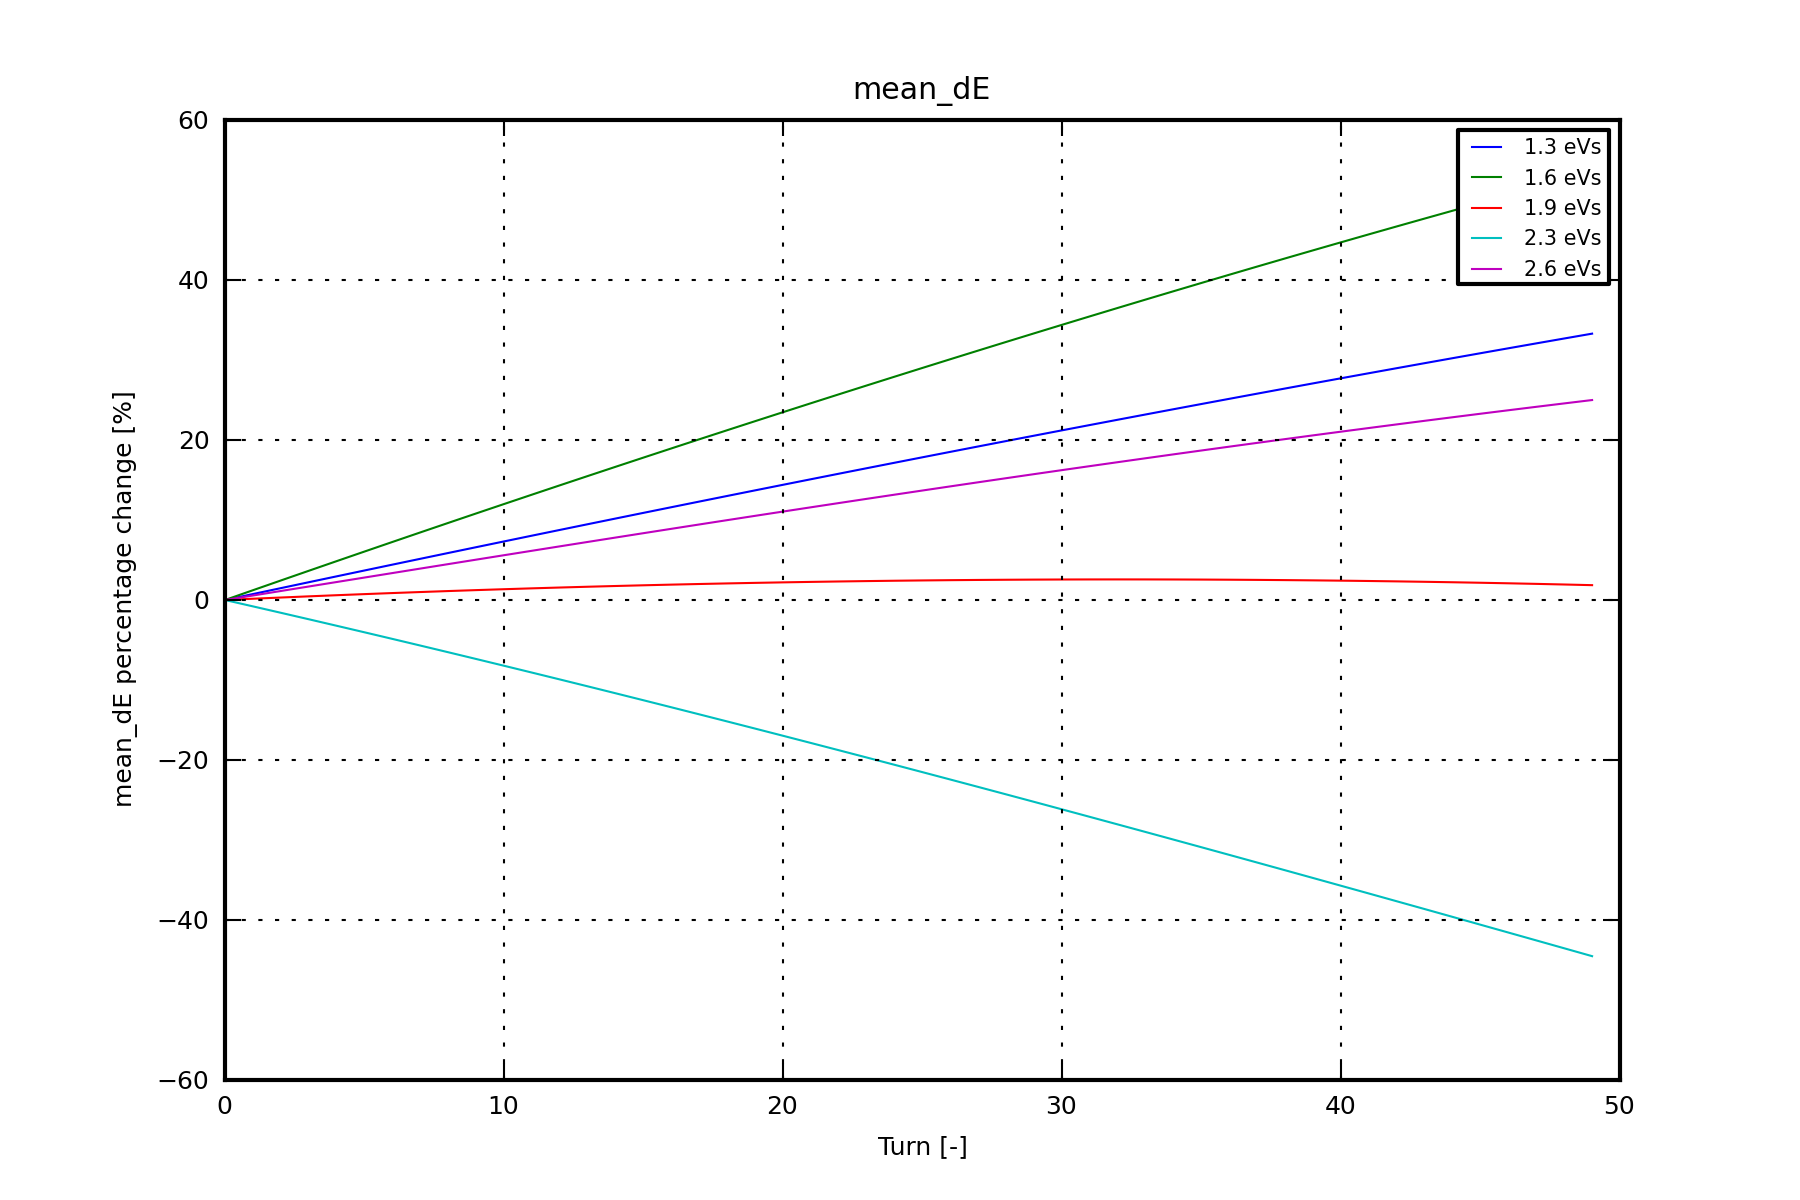 mean_dE
60
40
20
0
−20
−40
−60
mean_dE percentage change [%]
1.3 eVs
1.6 eVs
1.9 eVs
2.3 eVs
2.6 eVs
0 10 20 30 40 50
Turn [-]